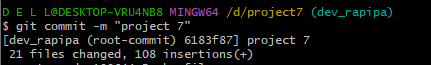 D E L L@DESKTOP-VRU4NB8 MINGW64 /d/project7 (dev_rapipa)
$ git commit -m "project 7"
[dev_rapipa (root-commit) 6183f87] project 7
21 files changed, 108 insertions(+)